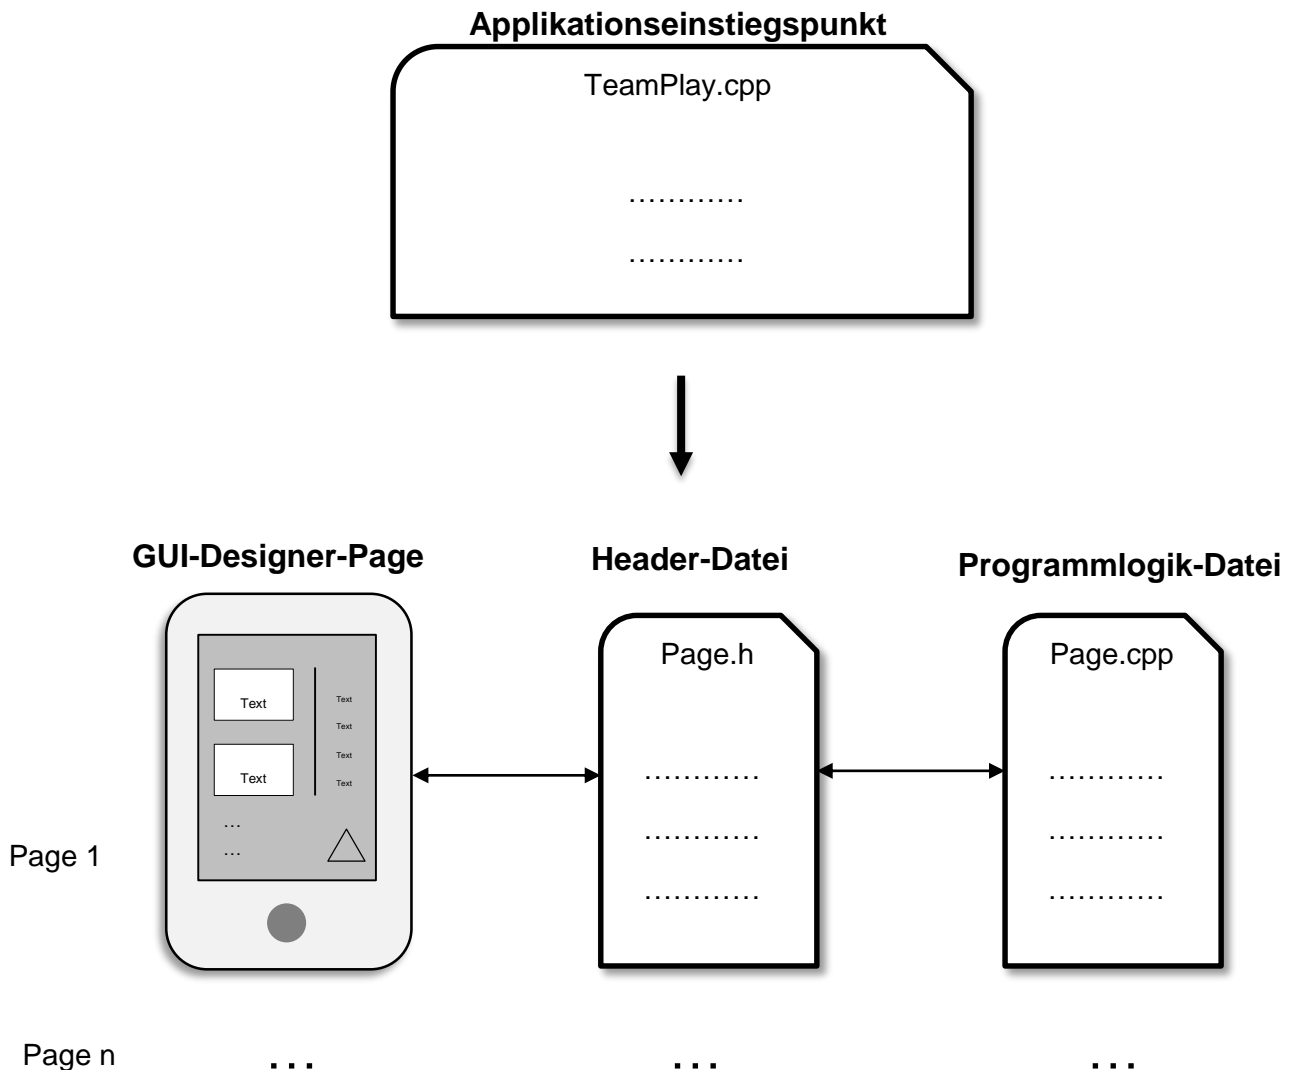 Applikationseinstiegspunkt
TeamPlay.cpp
…………
…………
GUI-Designer-Page
Header-Datei
Programmlogik-Datei
Page 1
Text
Text
…
…
Text
Text
Text
Text
Page.h
…………
…………
…………
Page.cpp
…………
…………
…………
Page n
…
…
…